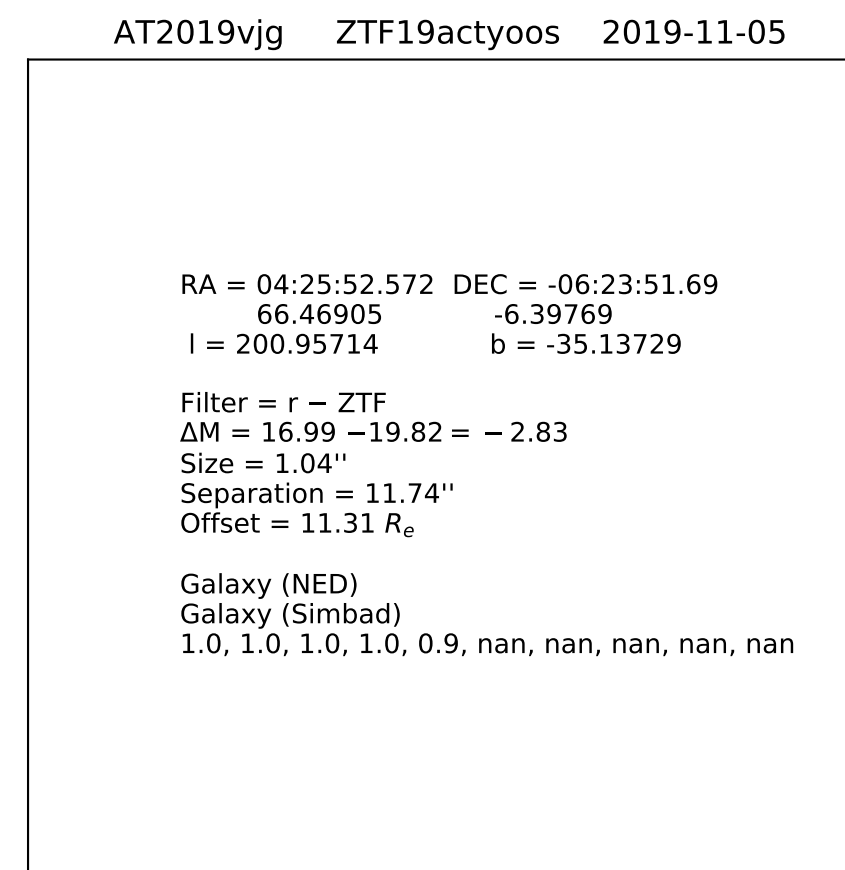 AT2019vjg ZTF19actyoos 2019-11-05
RA = 04:25:52.572 DEC = -06:23:51.69
66.46905 -6.39769
l = 200.95714 b = -35.13729
Filter = r − ZTF
ΔM = 16.99 −19.82 = −2.83
Size = 1.04''
Separation = 11.74''
Offset = 11.31 Re
Galaxy (NED)
Galaxy (Simbad)
1.0, 1.0, 1.0, 1.0, 0.9, nan, nan, nan, nan, nan